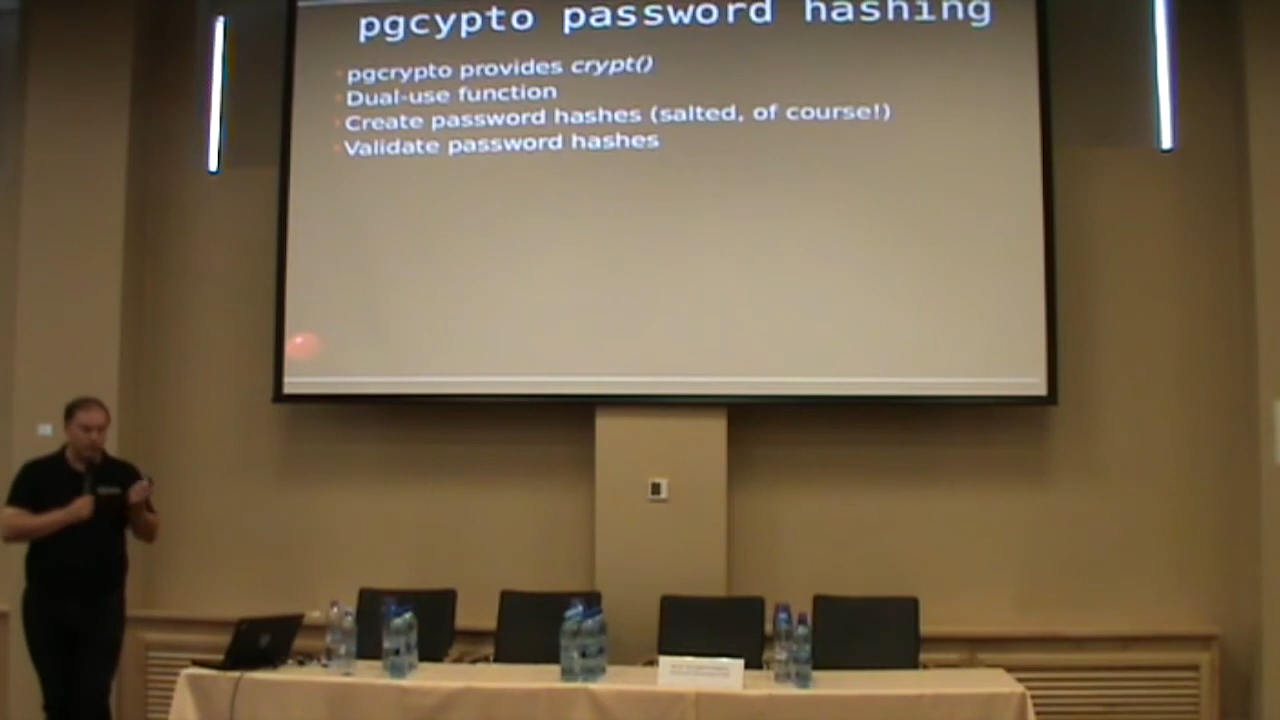 pgcypto password hashing
pgcrypto provides crypt()
Dual-use function
Create password hashes (salted, of course!)
Validate password hashes